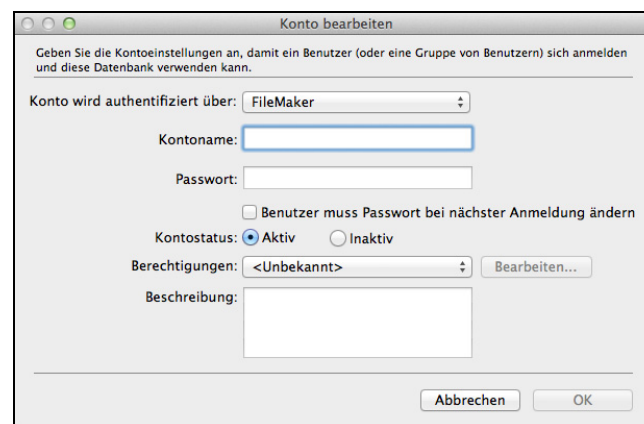 Konto bearbeiten
Geben Sie die Kontoeinstellungen an, damit ein Benutzer (oder eine Gruppe von Benutzern) sich anmelden
und diese Datenbank verwenden kann.
Konto wird authentifiziert über: FileMaker
Kontoname:
Passwort:
Benutzer muss Passwort bei nächster Anmeldung ändern
Kontostatus: Aktiv Inaktiv
Berechtigungen: <Unbekannt> Bearbeiten...
Beschreibung:
Abbrechen OK